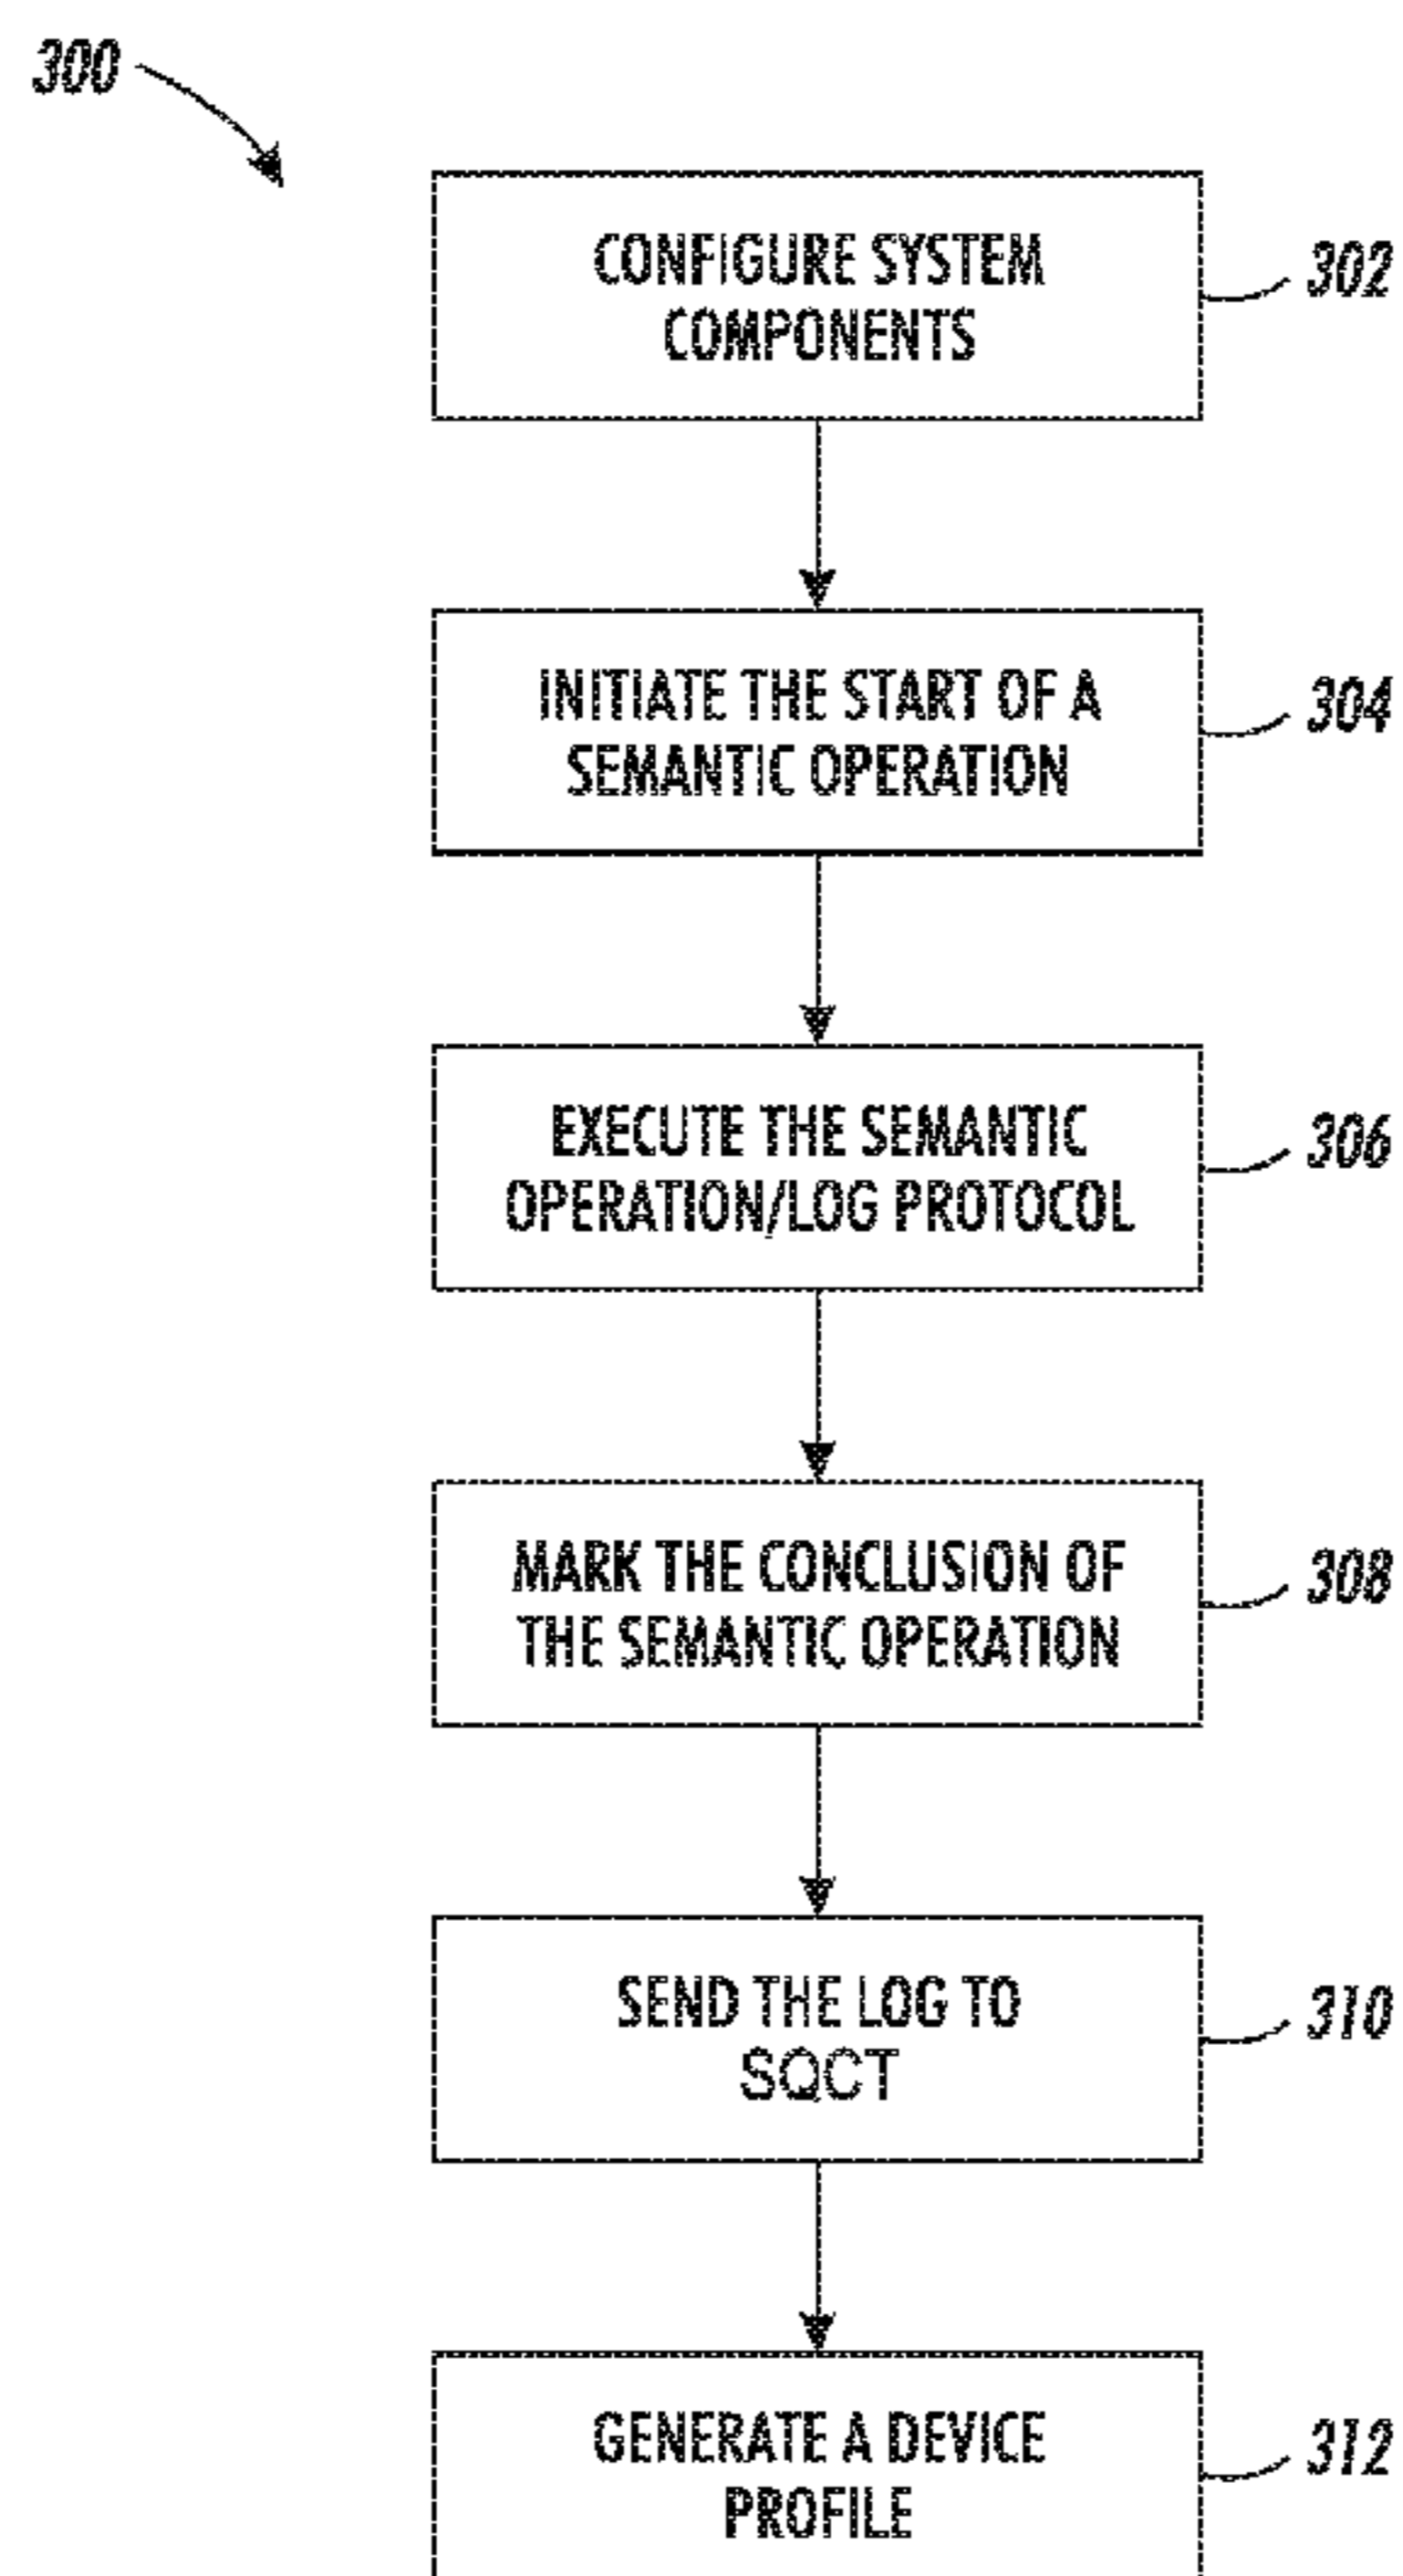 300
CONFIGURE SYSTEM
COMPONENTS
302
INITIATE THE START OF A
SEMANTIC OPERATION
304
EXECUTE THE SEMANTIC
OPERATION/LOG PROTOCOL
306
MARK THE CONCLUSION OF
THE SEMANTIC OPERATION
308
SEND THE LOG TO
SQCT
310
GENERATE A DEVICE
PROFILE
312